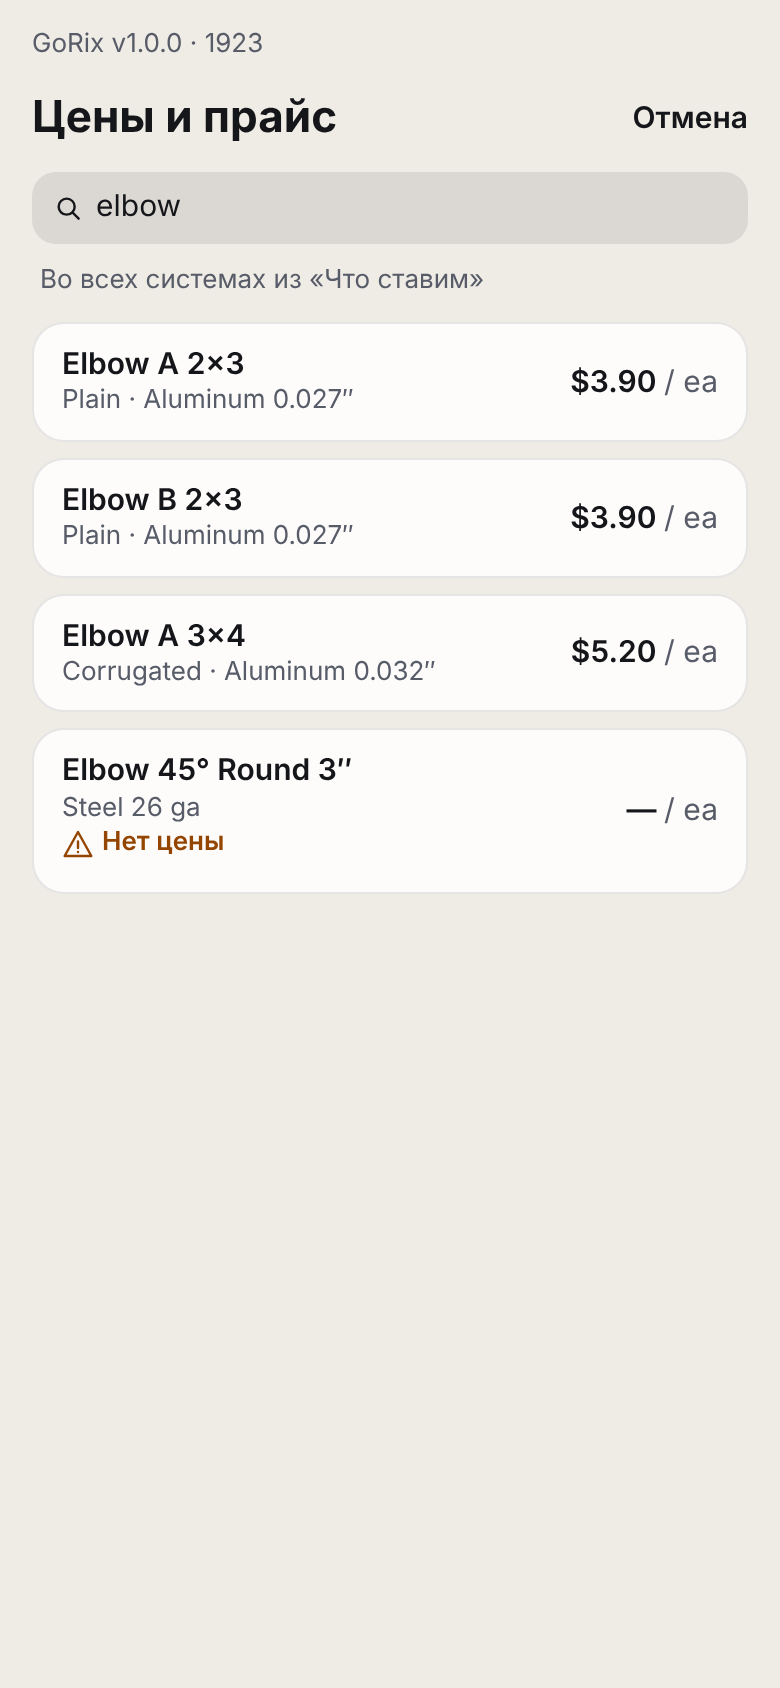 GoRix v1.0.0 · 1923
Цены и прайс
Отмена
elbow
Во всех системах из «Что ставим»
Elbow A 2×3
Plain · Aluminum 0.027″
$3.90 / ea
Elbow B 2×3
Plain · Aluminum 0.027″
$3.90 / ea
Elbow A 3×4
Corrugated · Aluminum 0.032″
$5.20 / ea
Elbow 45° Round 3″
Steel 26 ga
Нет цены
— / ea